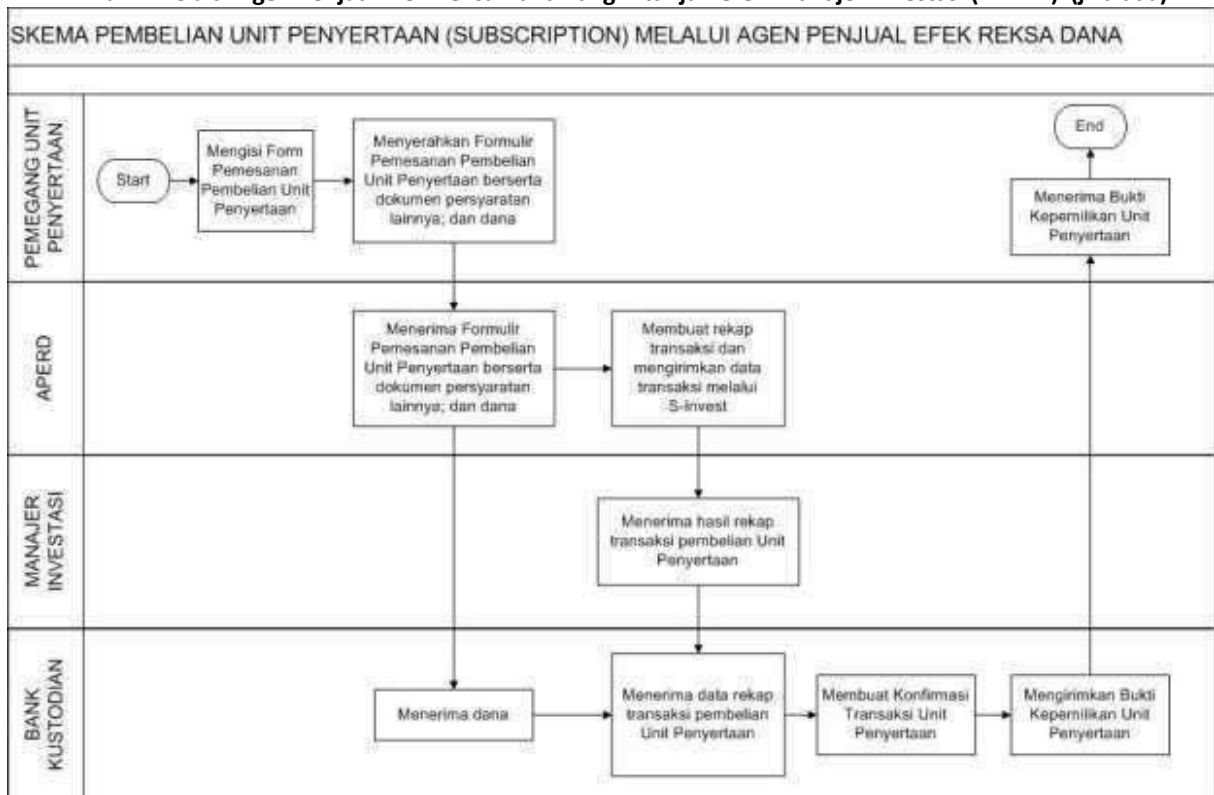 SKEMA PEMBELIAN UNIT PENYERTAAN (SUBSCRIPTION) MELALUI AGEN PENJUAL EFEK REKSA DANA
PEMEGANG UNIT
PENYERTAAN
Start
Mengisi Form
Pemesanan
Pembelian Unit
Penyertaan
Menyerahkan Formulir
Pemesanan Pembelian
Unit Penyertaan berserta
dokumen persyaratan
lainnya; dan dana
End
Menerima Bukti
Kepemilikan Unit
Penyertaan
APERD
Menerima Formulir
Pemesanan Pembelian
Unit Penyertaan berserta
dokumen persyaratan
lainnya; dan dana
Membuat rekap
transaksi dan
mengirimkan data
transaksi melalui
S-Invest
MANAJER
INVESTASI
Menerima hasil rekap
transaksi pembelian Unit
Penyertaan
BANK
KUSTODIAN
Menerima dana
Menerima data rekap
transaksi pembelian
Unit Penyertaan
Membuat Konfirmasi
Transaksi Unit
Penyertaan
Mengirimkan Bukti
Kepemilikan Unit
Penyertaan